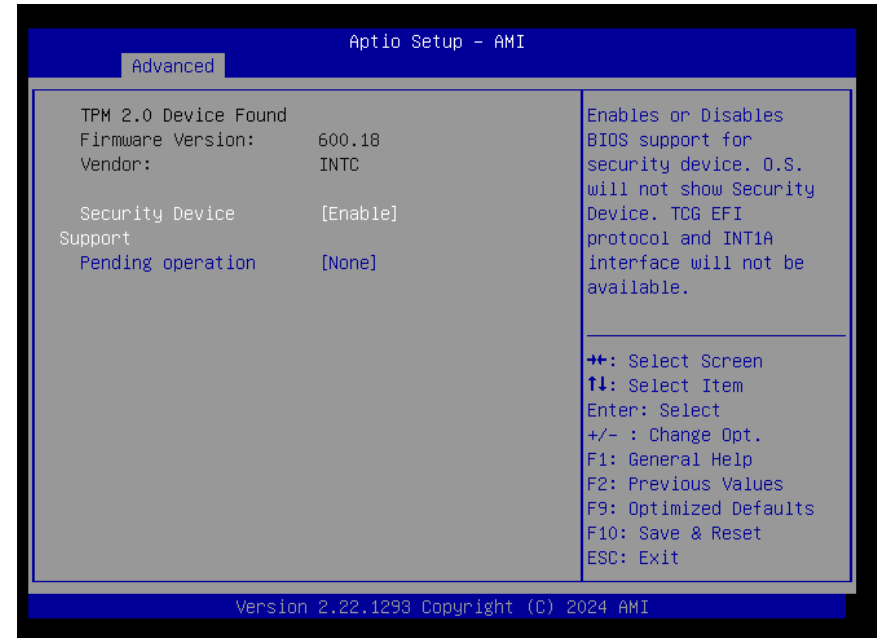 Aptio Setup – AMI
Advanced
TPM 2.0 Device Found
Firmware Version: 600.18
Vendor: INTC
Security Device [Enable]
Support
Pending operation [None]
Enables or Disables
BIOS support for
security device. O.S.
will not show Security
Device. TCG EFI
protocol and INT1A
interface will not be
available.
→←: Select Screen
↑↓: Select Item
Enter: Select
+/- : Change Opt.
F1: General Help
F2: Previous Values
F9: Optimized Defaults
F10: Save & Reset
ESC: Exit
Version 2.22.1293 Copyright (C) 2024 AMI